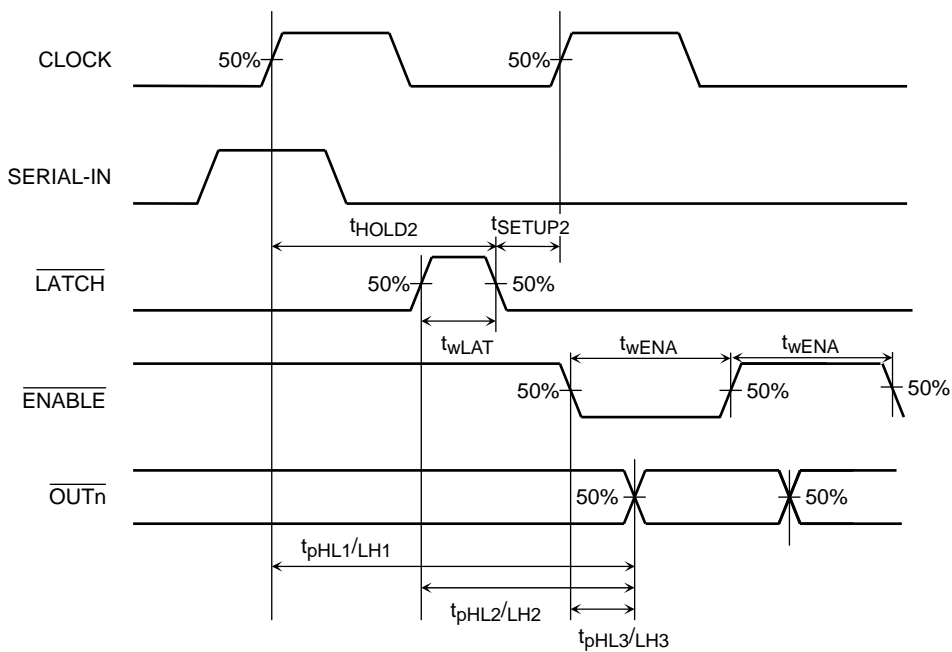 CLOCK
50%
50%
SERIAL-IN
tHOLD2
tSETUP2
LATCH
50%
50%
twLAT
twENA
twENA
ENABLE
50%
50%
50%
OUTn
50%
50%
tpHL1/LH1
tpHL2/LH2
tpHL3/LH3